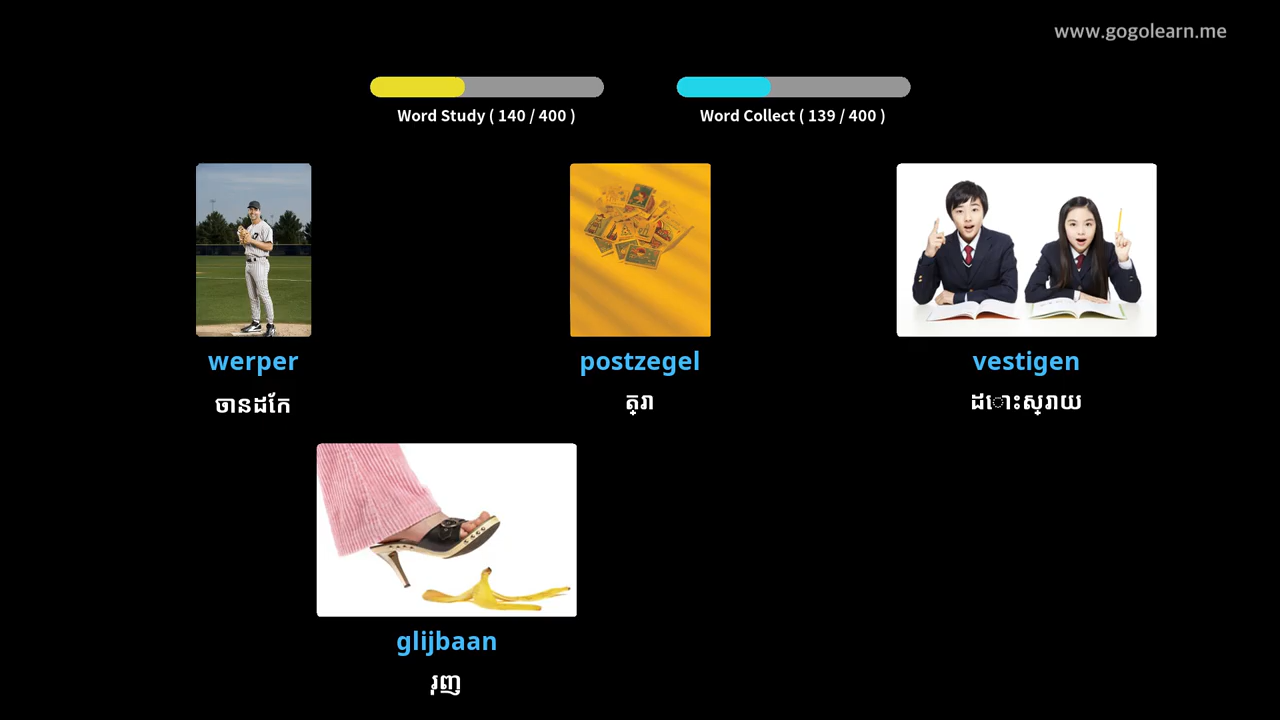 www.gogolearn.me
Word Study ( 140 / 400 )
Word Collect ( 139 / 400 )
werper
postzegel
vestigen
ចានដកែ
ត្រា
ដោះស្រាយ
glijbaan
រុញ